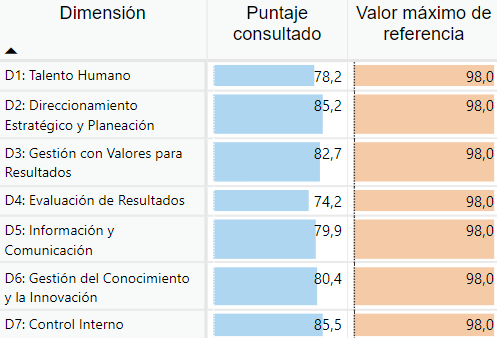 Dimensión
Puntaje
consultado
Valor máximo de
referencia
D1: Talento Humano
78,2
98,0
D2: Direccionamiento
Estratégico y Planeación
85,2
98,0
D3: Gestión con Valores para
Resultados
82,7
98,0
D4: Evaluación de Resultados
74,2
98,0
D5: Información y
Comunicación
79,9
98,0
D6: Gestión del Conocimiento
y la Innovación
80,4
98,0
D7: Control Interno
85,5
98,0